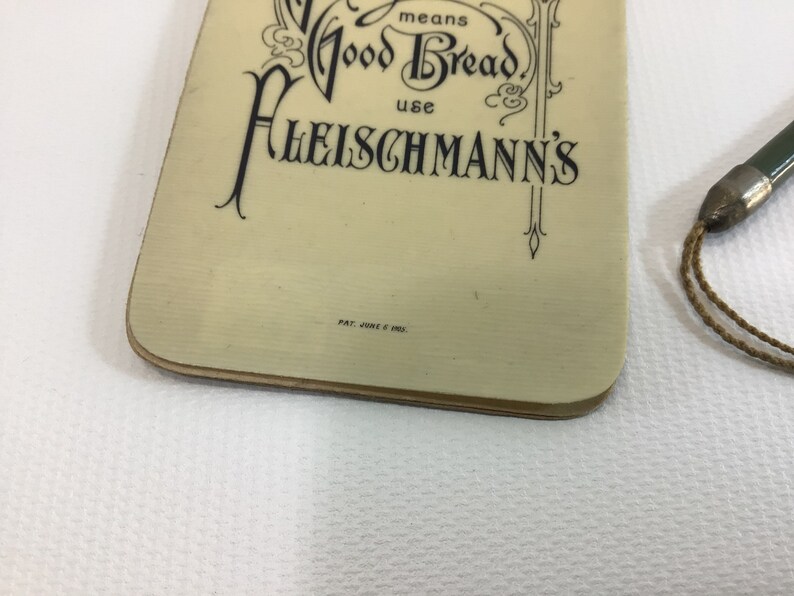 means
Good Bread.
use
FLEISCHMANN'S
PAT. JUNE 6 1905.